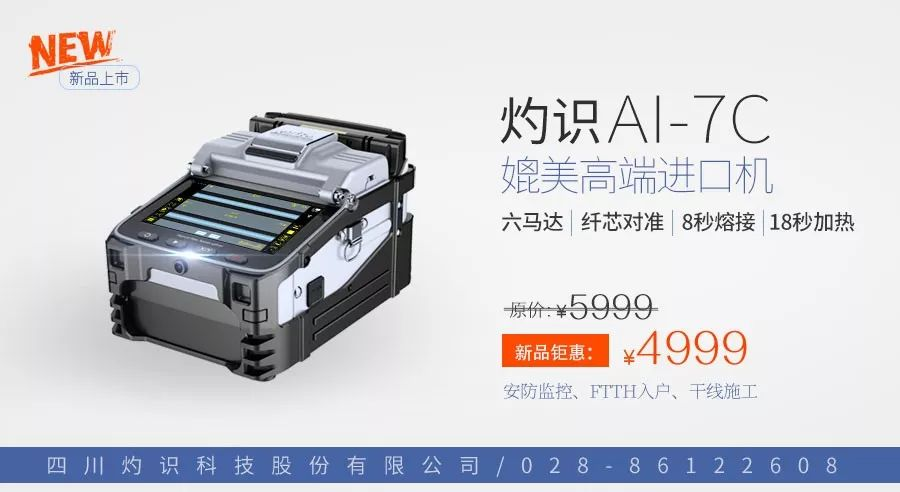 NEW
新品上市
灼识AI-7C
媲美高端进口机
六马达|纤芯对准|8秒熔接|18秒加热
原价:¥5999
新品钜惠：¥4999
安防监控、FTTH入户、干线施工
四川灼识科技股份有限公司/028-86122608